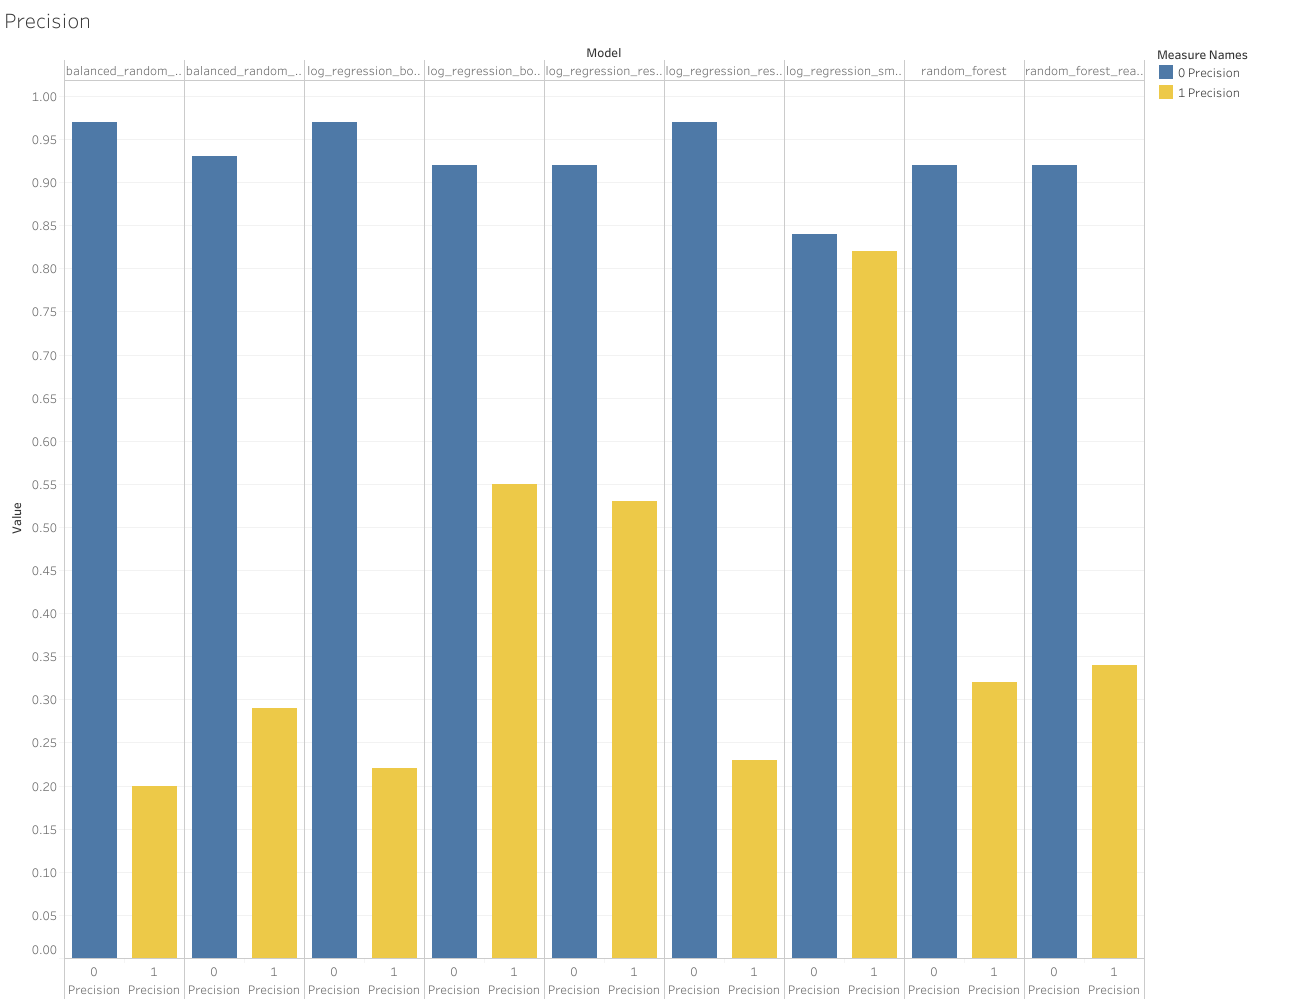 Precision
Model
balanced_random_..
balanced_random_..
log_regression_bo..
log_regression_bo..
log_regression_res..
log_regression_res..
log_regression_sm..
random_forest
random_forest_rea..
Measure Names
0 Precision
1 Precision
Value
1.00
0.95
0.90
0.85
0.80
0.75
0.70
0.65
0.60
0.55
0.50
0.45
0.40
0.35
0.30
0.25
0.20
0.15
0.10
0.05
0.00
0 1 0 1 0 1 0 1 0 1 0 1 0 1 0 1 0 1
Precision Precision Precision Precision Precision Precision Precision Precision Precision Precision Precision Precision Precision Precision Precision Precision Precision Precision